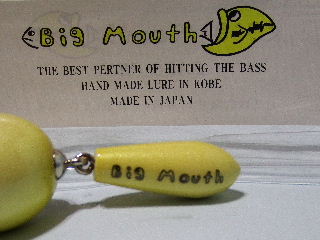 Big Mouth
THE BEST PERTNER OF HITTING THE BASS
HAND MADE LURE IN KOBE
MADE IN JAPAN
Big Mouth